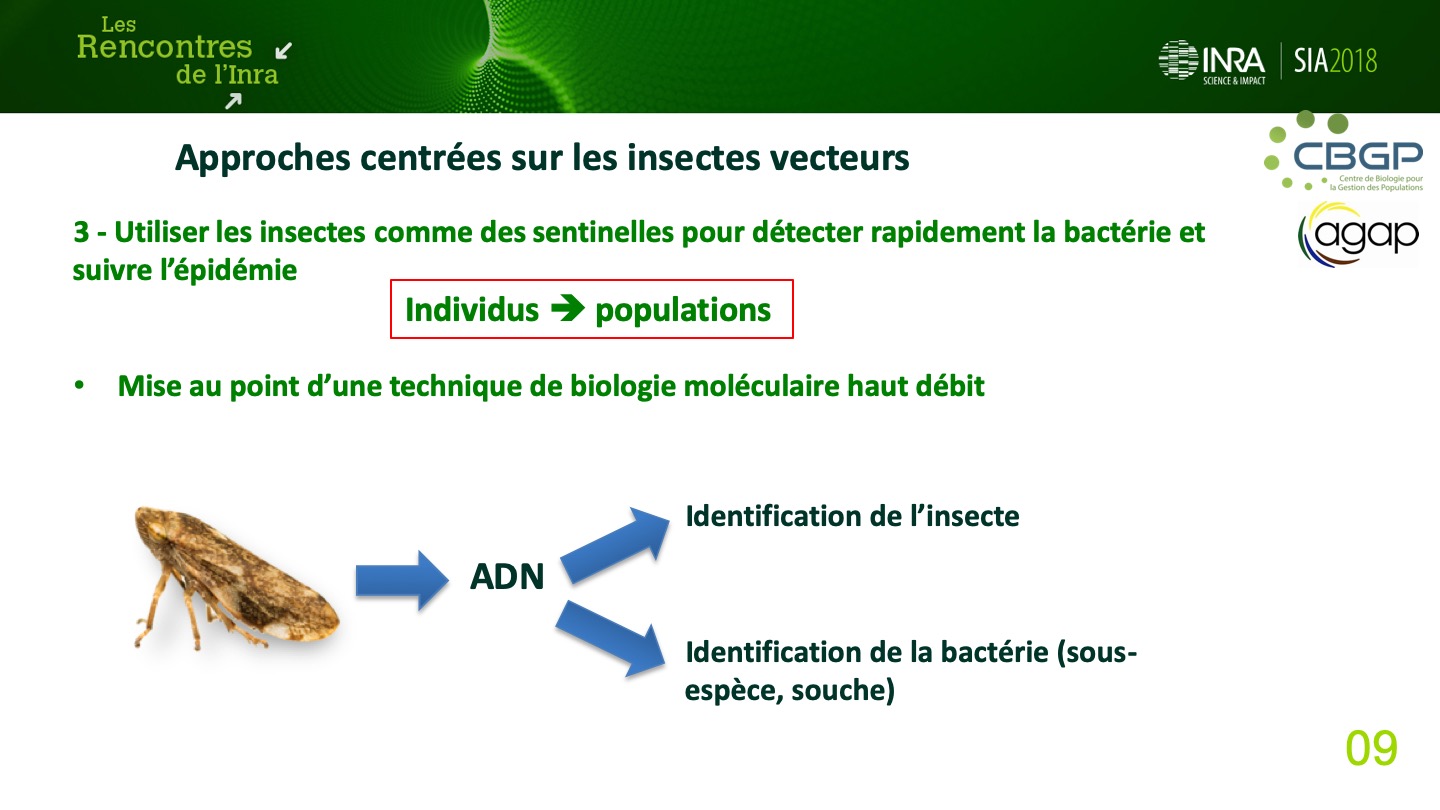 Les
Rencontres
de l'Inra
INRA
SCIENCE & IMPACT
SIA2018
CBGP
Centre de Biologie pour
la Gestion des Populations
agap
Approches centrées sur les insectes vecteurs
3 - Utiliser les insectes comme des sentinelles pour détecter rapidement la bactérie et
suivre l’épidémie
Individus ➔ populations
• Mise au point d’une technique de biologie moléculaire haut débit
ADN
Identification de l’insecte
Identification de la bactérie (sous-
espèce, souche)
09